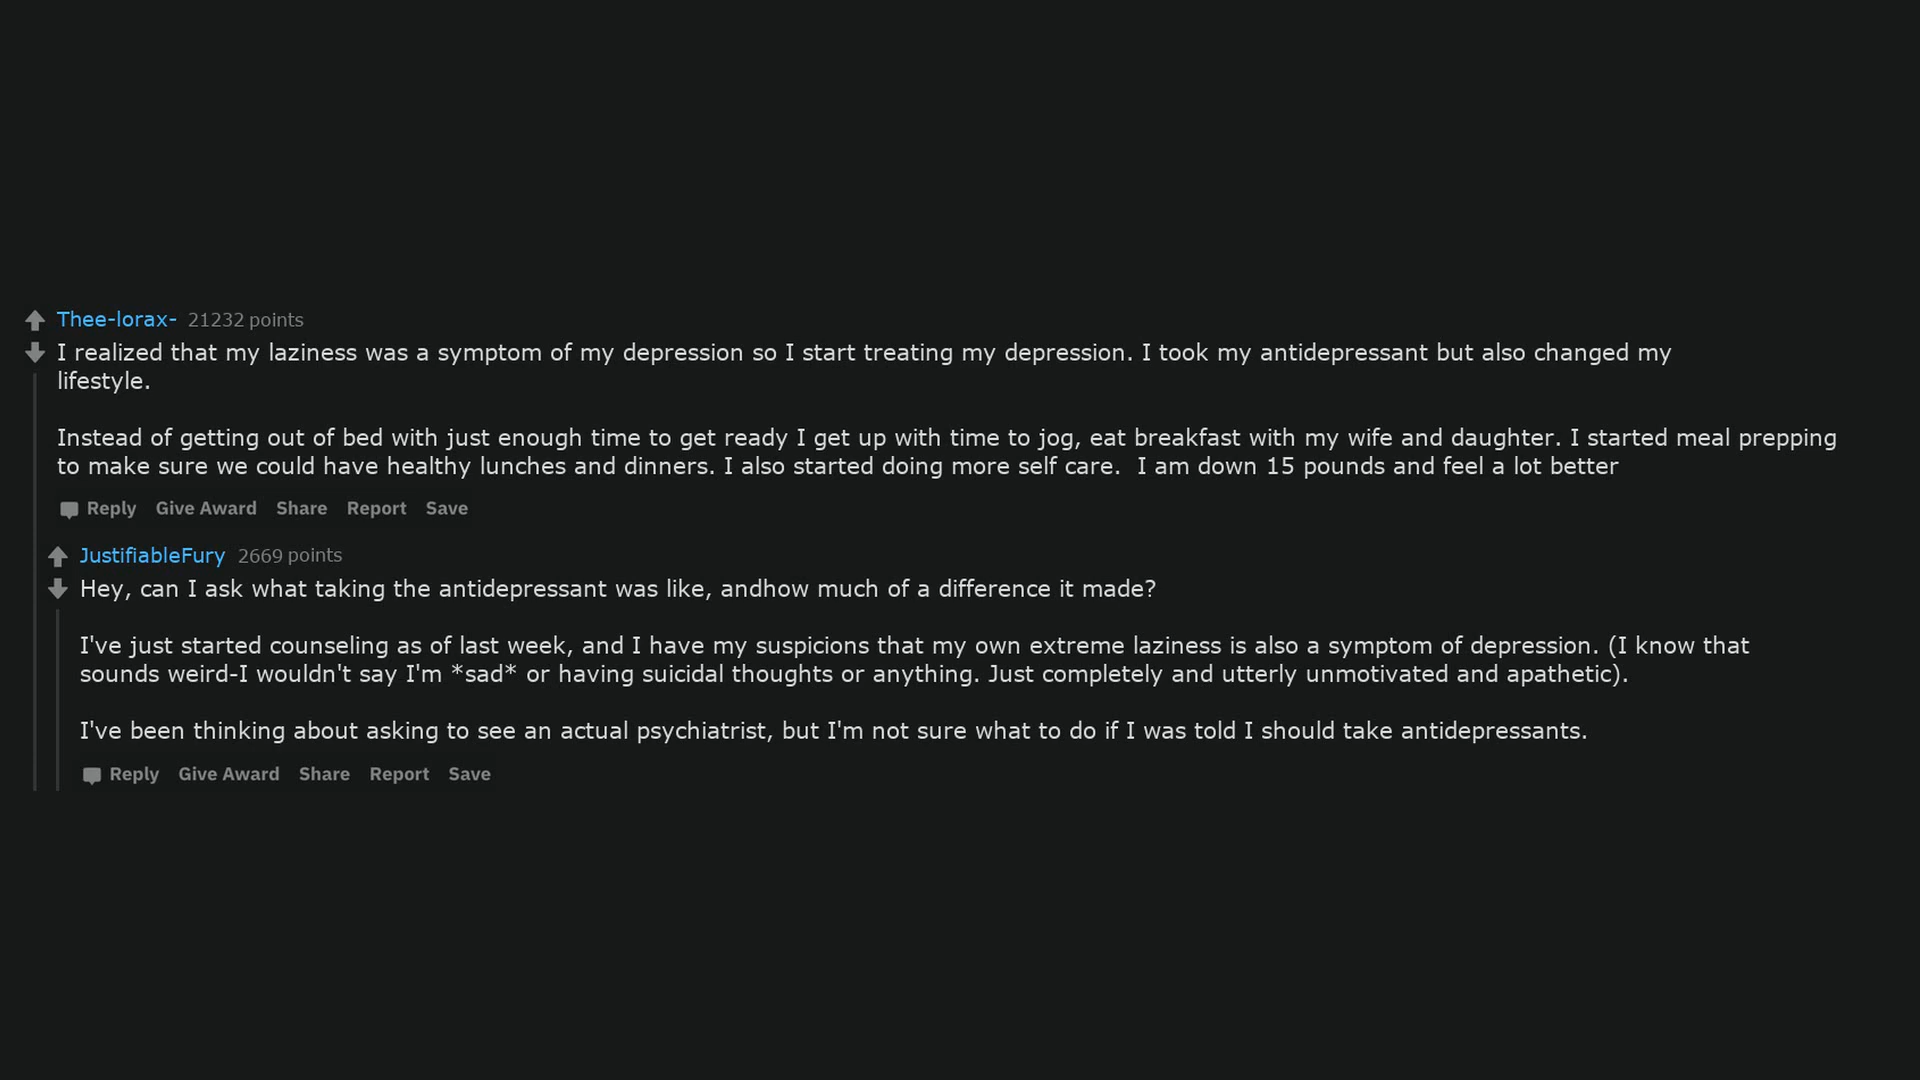 Thee-lorax- 21232 points
I realized that my laziness was a symptom of my depression so I start treating my depression. I took my antidepressant but also changed my
lifestyle.
Instead of getting out of bed with just enough time to get ready I get up with time to jog, eat breakfast with my wife and daughter. I started meal prepping
to make sure we could have healthy lunches and dinners. I also started doing more self care.  I am down 15 pounds and feel a lot better
Reply Give Award Share Report Save
JustifiableFury 2669 points
Hey, can I ask what taking the antidepressant was like, andhow much of a difference it made?
I've just started counseling as of last week, and I have my suspicions that my own extreme laziness is also a symptom of depression. (I know that
sounds weird-I wouldn't say I'm *sad* or having suicidal thoughts or anything. Just completely and utterly unmotivated and apathetic).
I've been thinking about asking to see an actual psychiatrist, but I'm not sure what to do if I was told I should take antidepressants.
Reply Give Award Share Report Save